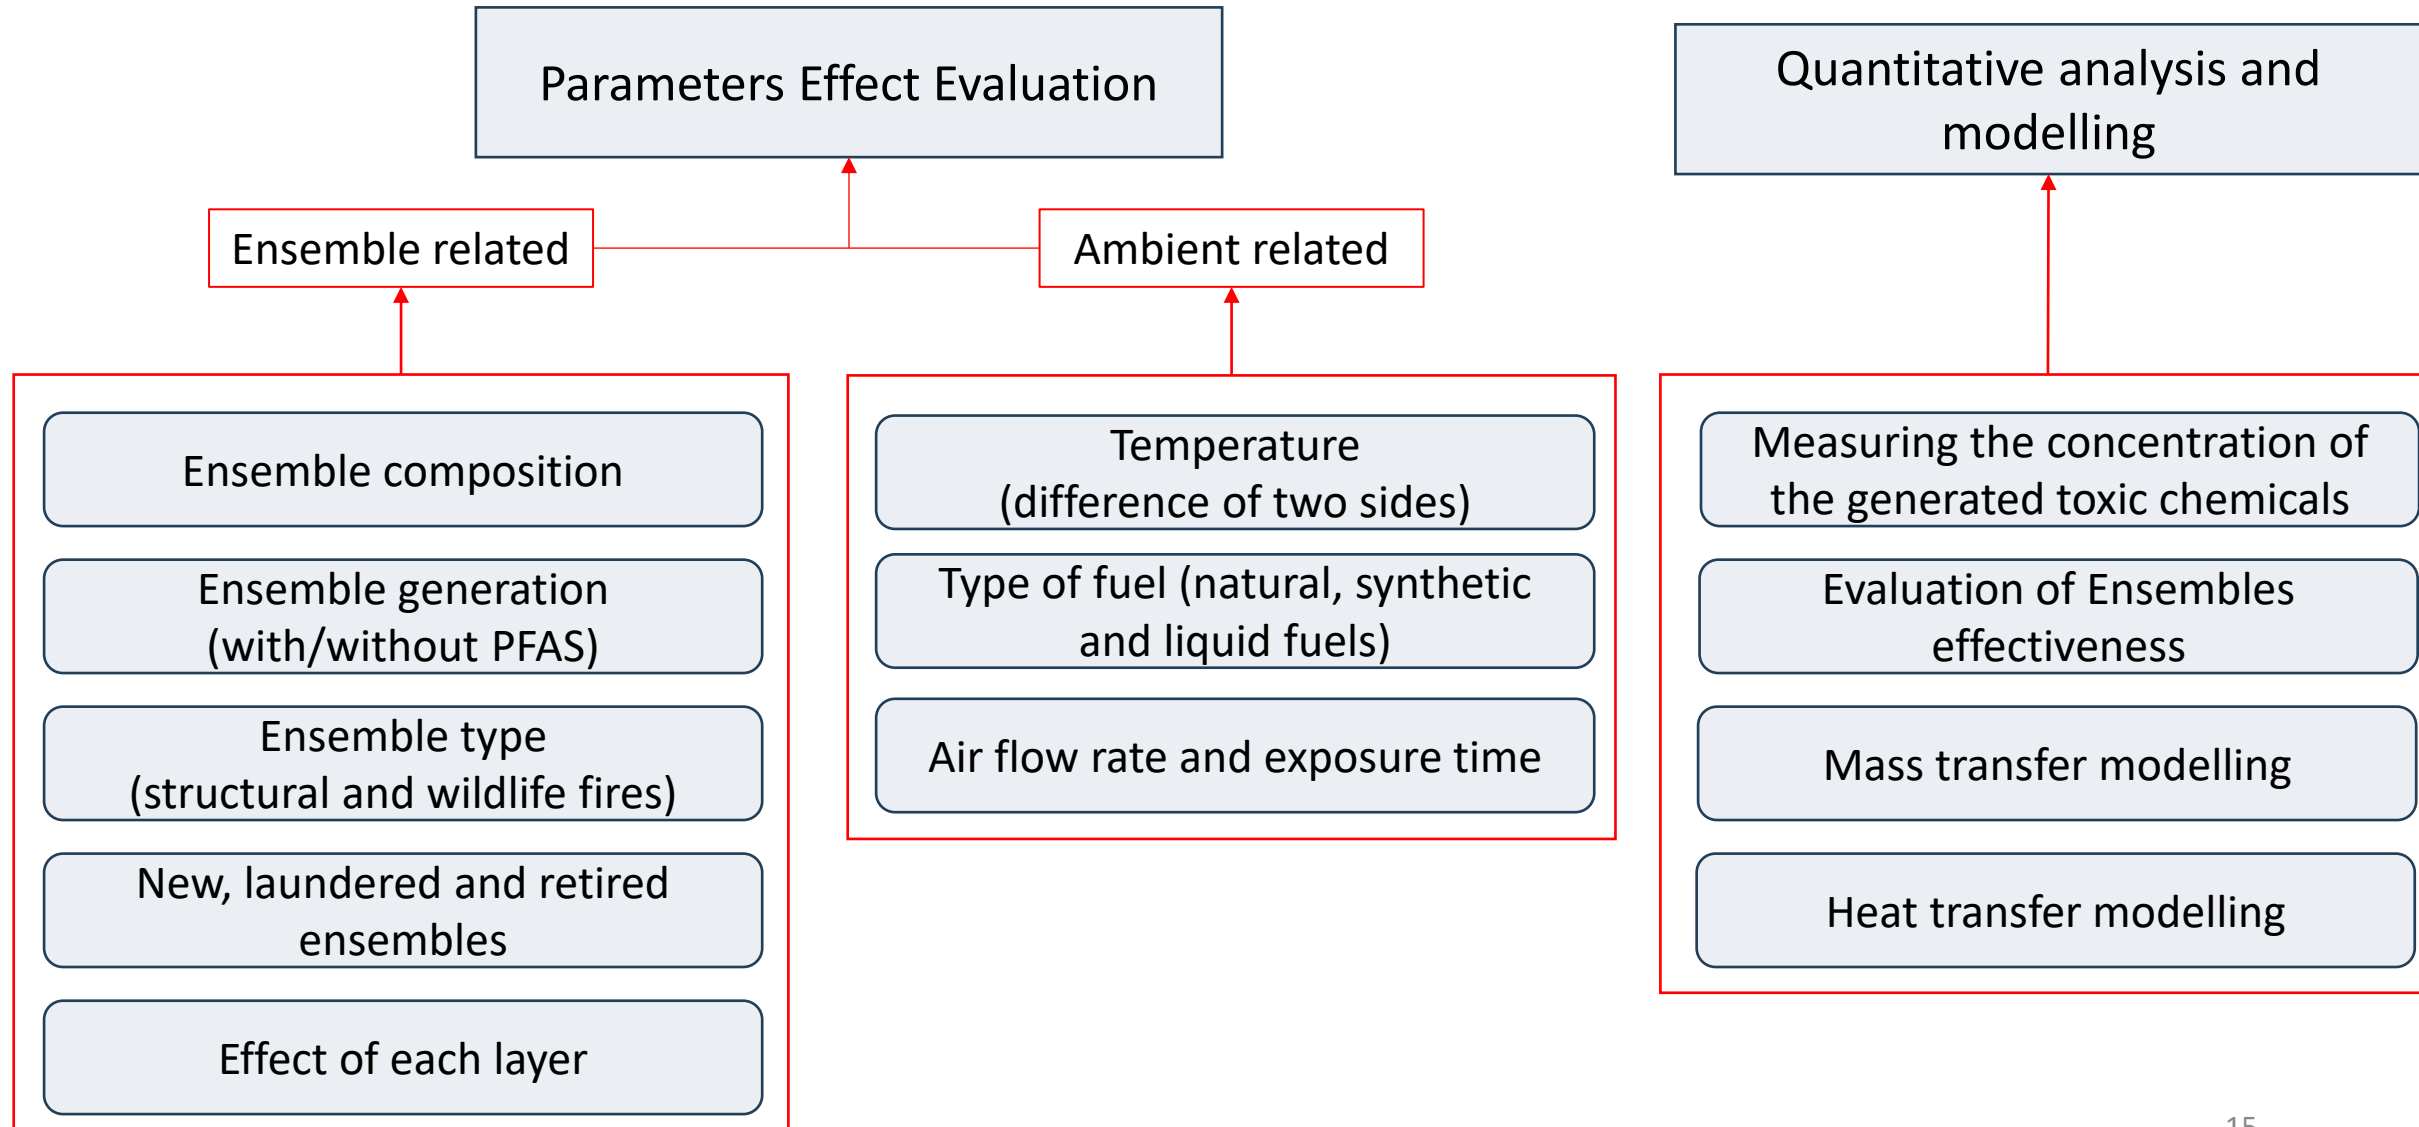 Parameters Effect Evaluation
Quantitative analysis and
modelling
Ensemble related
Ambient related
Ensemble composition
Ensemble generation
(with/without PFAS)
Ensemble type
(structural and wildlife fires)
New, laundered and retired
ensembles
Effect of each layer
Temperature
(difference of two sides)
Type of fuel (natural, synthetic
and liquid fuels)
Air flow rate and exposure time
Measuring the concentration of
the generated toxic chemicals
Evaluation of Ensembles
effectiveness
Mass transfer modelling
Heat transfer modelling
15